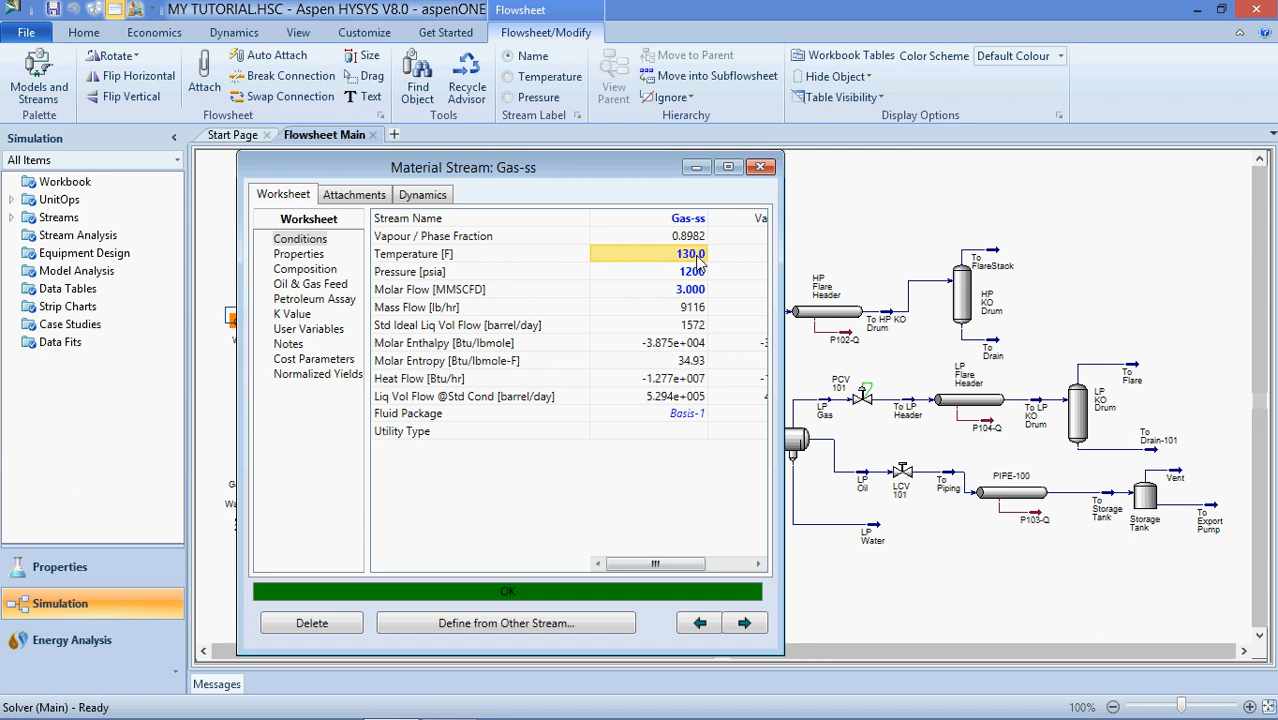 MY TUTORIAL.HSC - Aspen HYSYS V8.0 - aspenONE
Flowsheet
File
Home
Economics
Dynamics
View
Customize
Get Started
Flowsheet/Modify
Models and Streams
Palette
Rotate
Flip Horizontal
Flip Vertical
Attach
Auto Attach
Break Connection
Swap Connection
Size
Drag
Text
Flowsheet
Find Object
Recycle Advisor
Tools
Name
Temperature
Pressure
Stream Label
View Parent
Move to Parent
Move into Subflowsheet
Ignore
Hierarchy
Workbook Tables
Color Scheme
Default Colour
Hide Object
Table Visibility
Display Options
Simulation
All Items
Workbook
UnitOps
Streams
Stream Analysis
Equipment Design
Model Analysis
Data Tables
Strip Charts
Case Studies
Data Fits
Properties
Simulation
Energy Analysis
Start Page
Flowsheet Main
Material Stream: Gas-ss
Worksheet
Attachments
Dynamics
Worksheet
Conditions
Properties
Composition
Oil & Gas Feed
Petroleum Assay
K Value
User Variables
Notes
Cost Parameters
Normalized Yields
Stream Name Gas-ss Va
Vapour / Phase Fraction 0.8982
Temperature [F] 130.0
Pressure [psia] 1200
Molar Flow [MMSCFD] 3.000
Mass Flow [lb/hr] 9116
Std Ideal Liq Vol Flow [barrel/day] 1572
Molar Enthalpy [Btu/lbmole] -3.875e+004
Molar Entropy [Btu/lbmole-F] 34.93
Heat Flow [Btu/hr] -1.277e+007
Liq Vol Flow @Std Cond [barrel/day] 5.294e+005
Fluid Package Basis-1
Utility Type
OK
Delete
Define from Other Stream...
HP
Flare
Header
P102-Q
To HP KO
Drum
To
FlareStack
HP
KO
Drum
To
Drain
PCV
101
LP
Gas
To LP
Header
LP
Flare
Header
P104-Q
To LP
KO
Drum
To
Flare
LP
KO
Drum
To
Drain-101
LP
Oil
LCV
101
To
Piping
PIPE-100
P103-Q
To
Storage
Tank
Vent
Storage
Tank
To
Export
Pump
LP
Water
Messages
Solver (Main) - Ready
100%